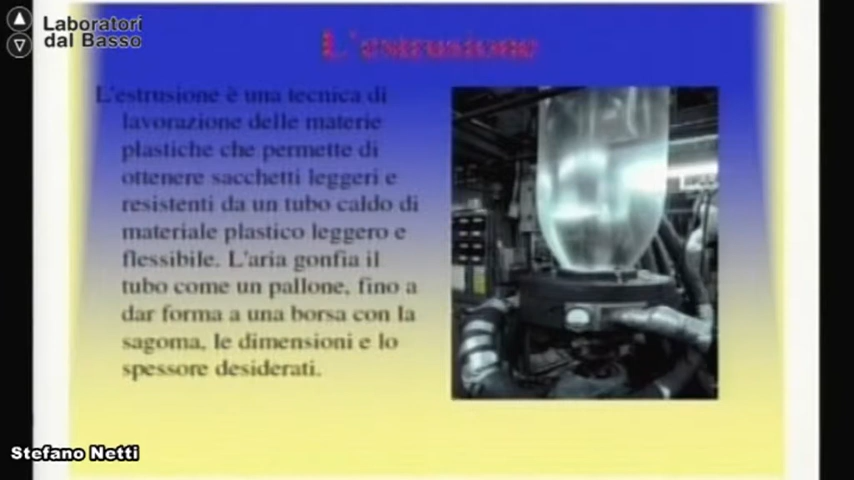 Laboratori
dal Basso
L'estrusione
L'estrusione è una tecnica di
lavorazione delle materie
plastiche che permette di
ottenere sacchetti leggeri e
resistenti da un tubo caldo di
materiale plastico leggero e
flessibile. L'aria gonfia il
tubo come un pallone, fino a
dar forma a una borsa con la
sagoma, le dimensioni e lo
spessore desiderati.
Stefano Netti